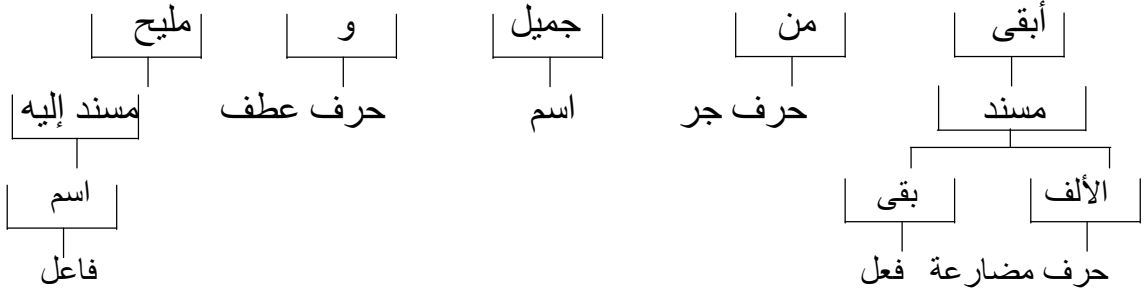 أبقى من جميل و مليح
مسند حرف جر اسم حرف عطف مسند إليه
الألف بقى اسم
حرف مضارعة فعل فاعل